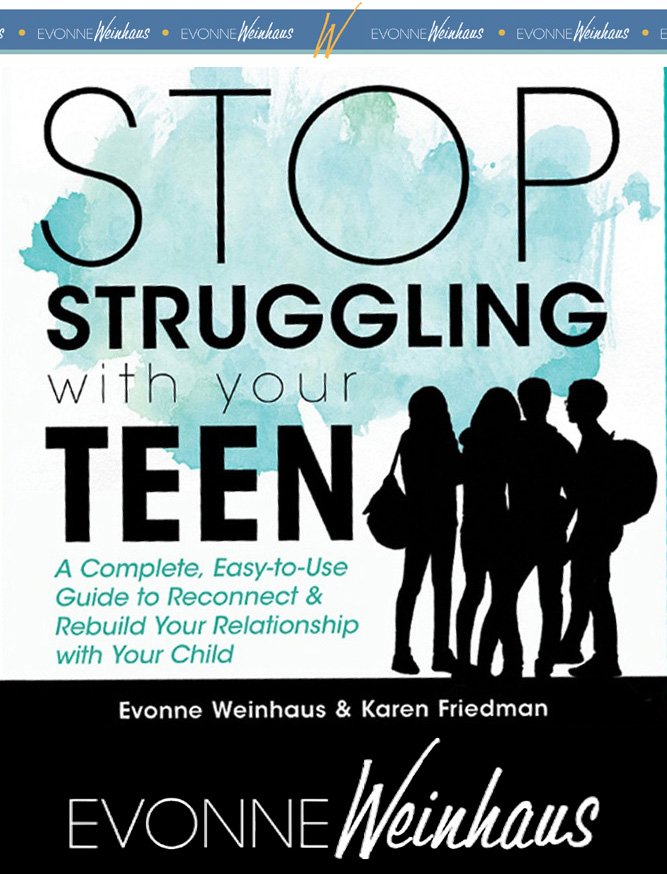 EVONNE Weinhaus • EVONNE Weinhaus W EVONNE Weinhaus • EVONNE Weinhaus
STOP
STRUGGLING
with your
TEEN
A Complete, Easy-to-Use
Guide to Reconnect &
Rebuild Your Relationship
with Your Child
Evonne Weinhaus & Karen Friedman
EVONNE Weinhaus